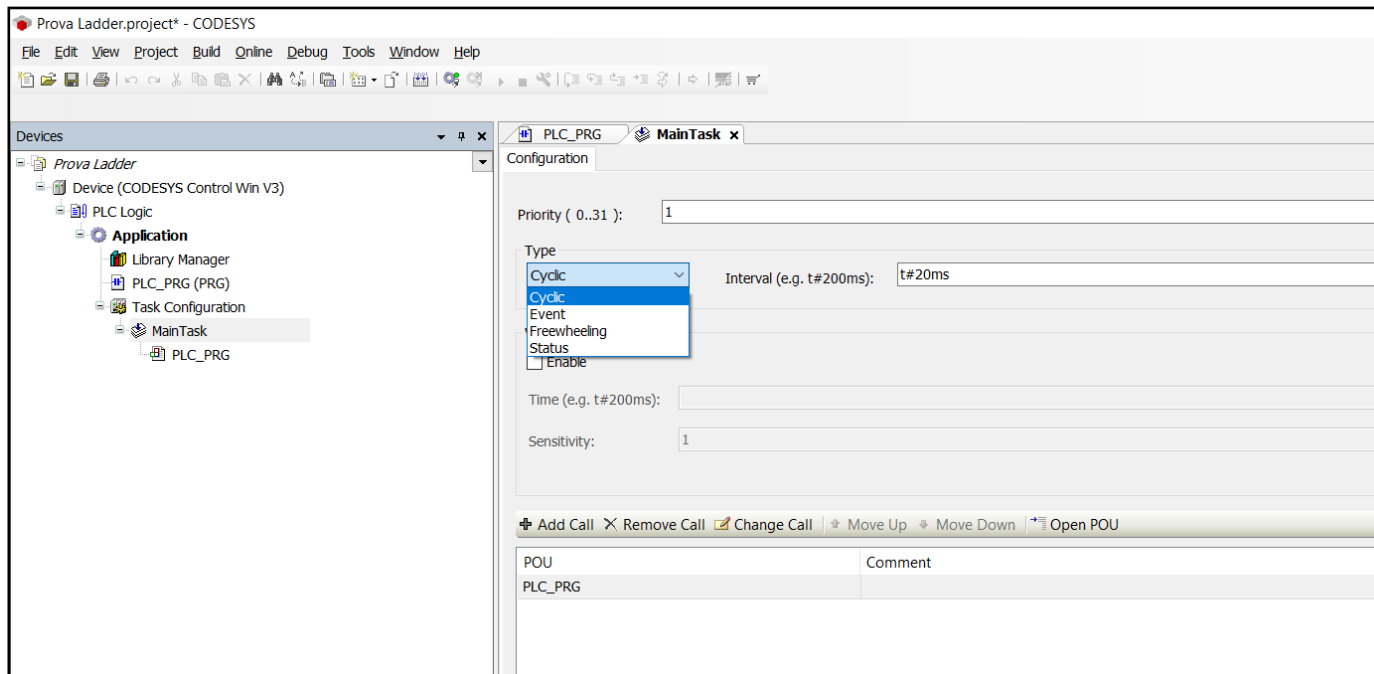 Prova Ladder.project* - CODESYS
File Edit View Project Build Online Debug Tools Window Help
Devices
Prova Ladder
Device (CODESYS Control Win V3)
PLC Logic
Application
Library Manager
PLC_PRG (PRG)
Task Configuration
MainTask
PLC_PRG
PLC_PRG MainTask
Configuration
Priority ( 0..31 ): 1
Type
Cyclic Interval (e.g. t#200ms): t#20ms
Cyclic
Event
Freewheeling
Status
Enable
Time (e.g. t#200ms):
Sensitivity: 1
Add Call Remove Call Change Call Move Up Move Down Open POU
POU Comment
PLC_PRG